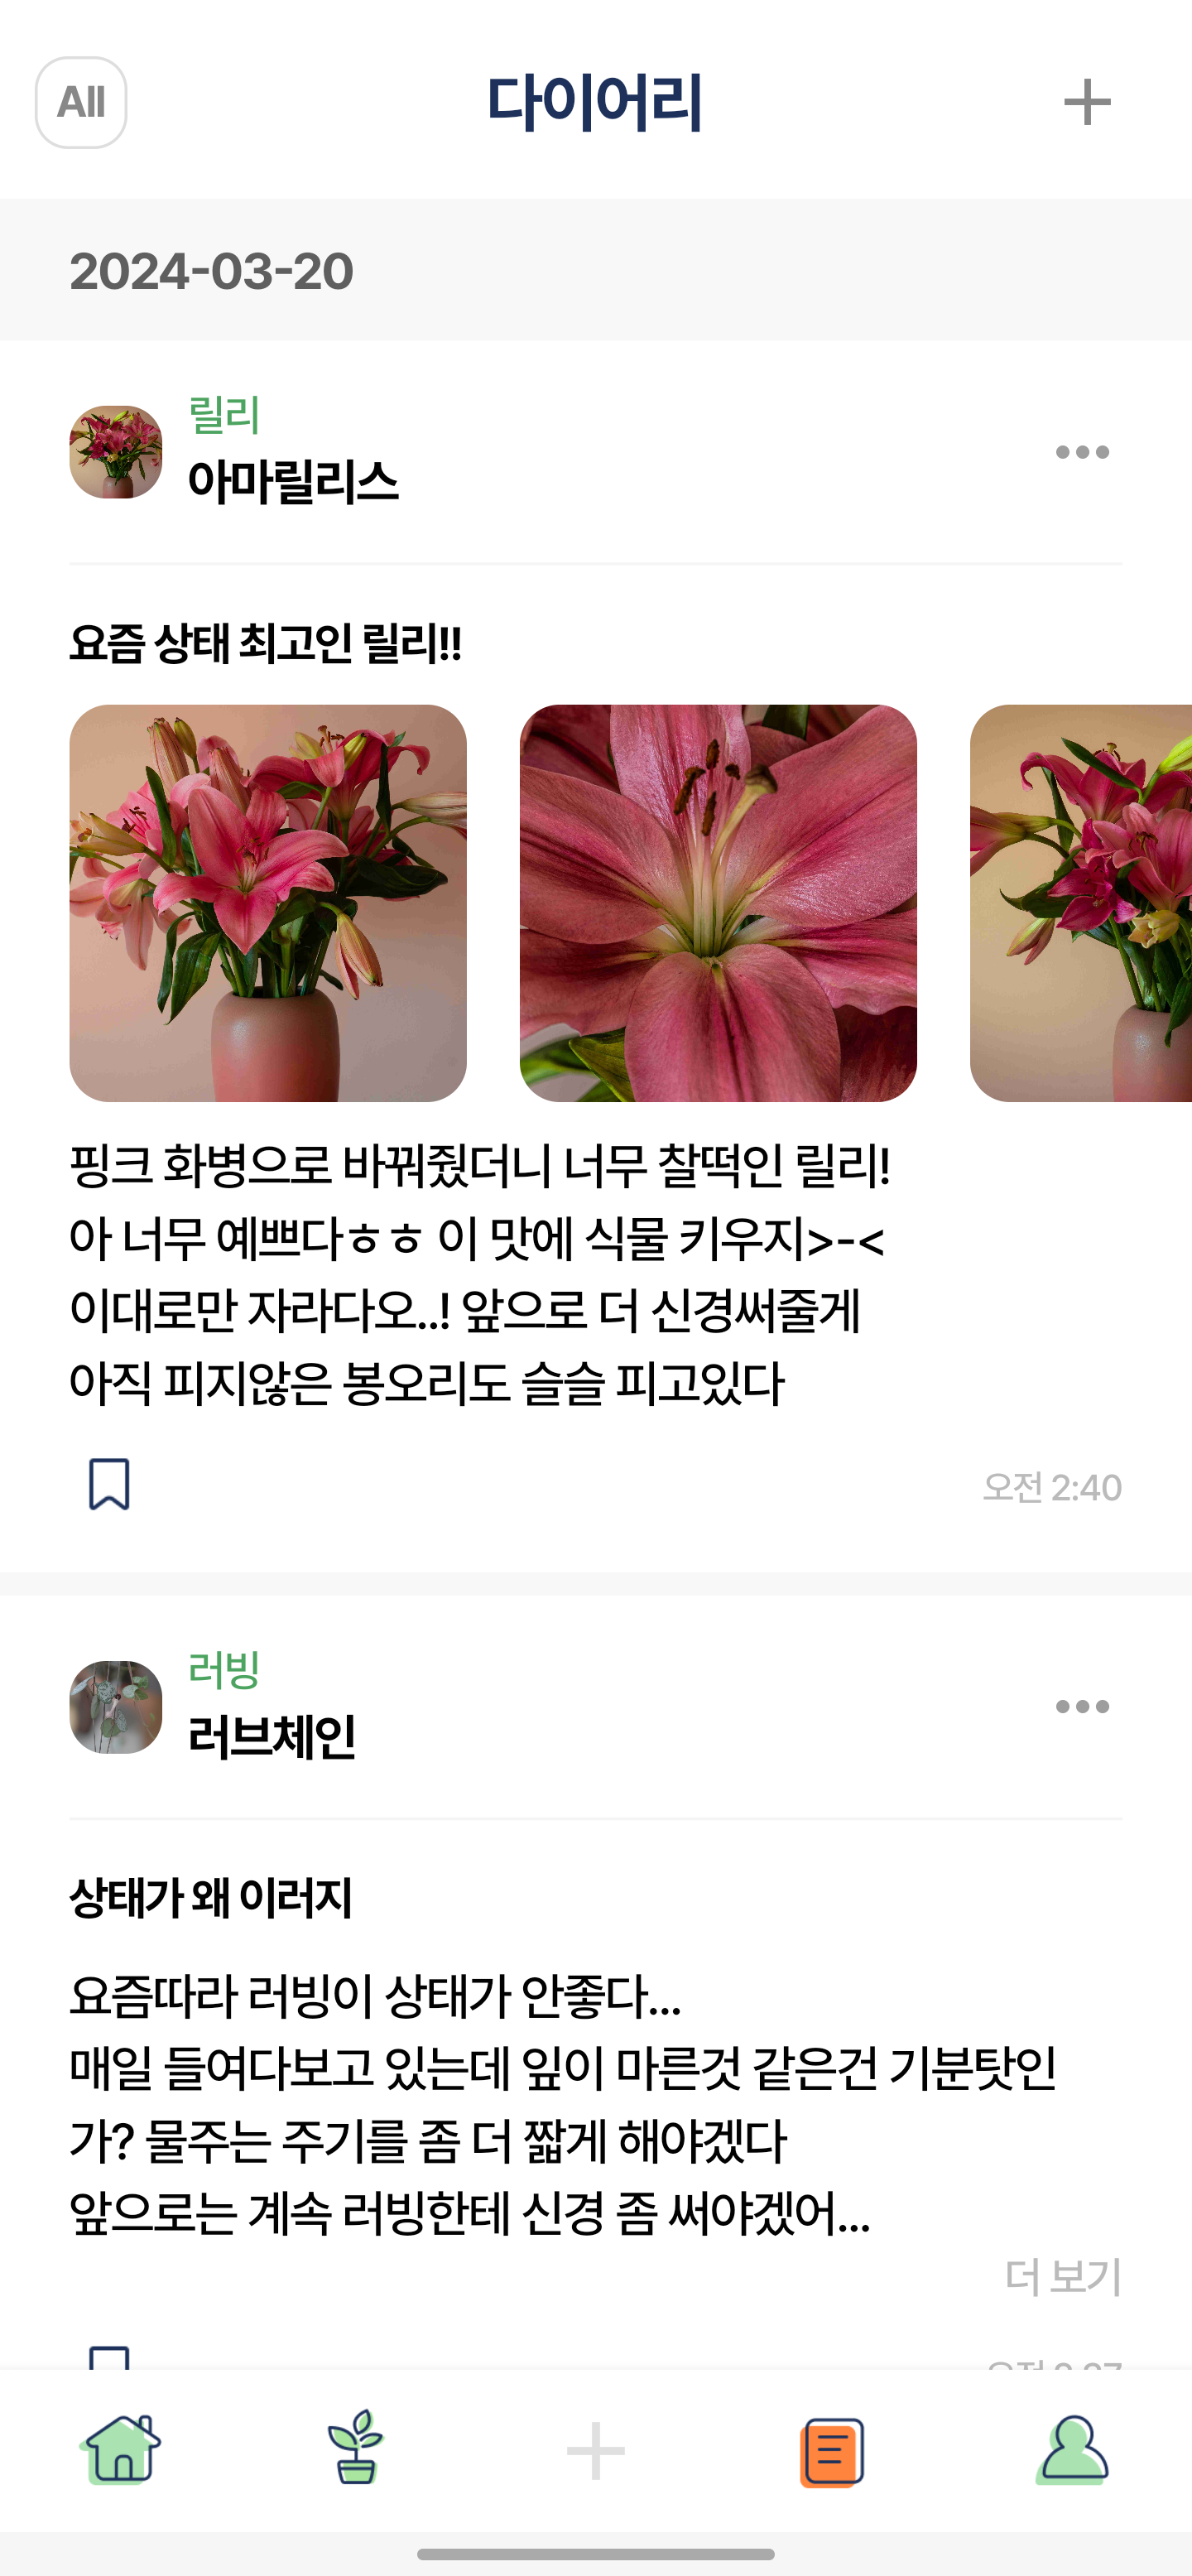 All
다이어리
2024-03-20
릴리
아마릴리스
요즘 상태 최고인 릴리!!
핑크 화병으로 바꿔줬더니 너무 찰떡인 릴리!
아 너무 예쁘다ㅎㅎ 이 맛에 식물 키우지>-<
이대로만 자라다오..! 앞으로 더 신경써줄게
아직 피지않은 봉오리도 슬슬 피고있다
오전 2:40
러빙
러브체인
상태가 왜 이러지
요즘따라 러빙이 상태가 안좋다...
매일 들여다보고 있는데 잎이 마른것 같은건 기분탓인
가? 물주는 주기를 좀 더 짧게 해야겠다
앞으로는 계속 러빙한테 신경 좀 써야겠어...
더 보기